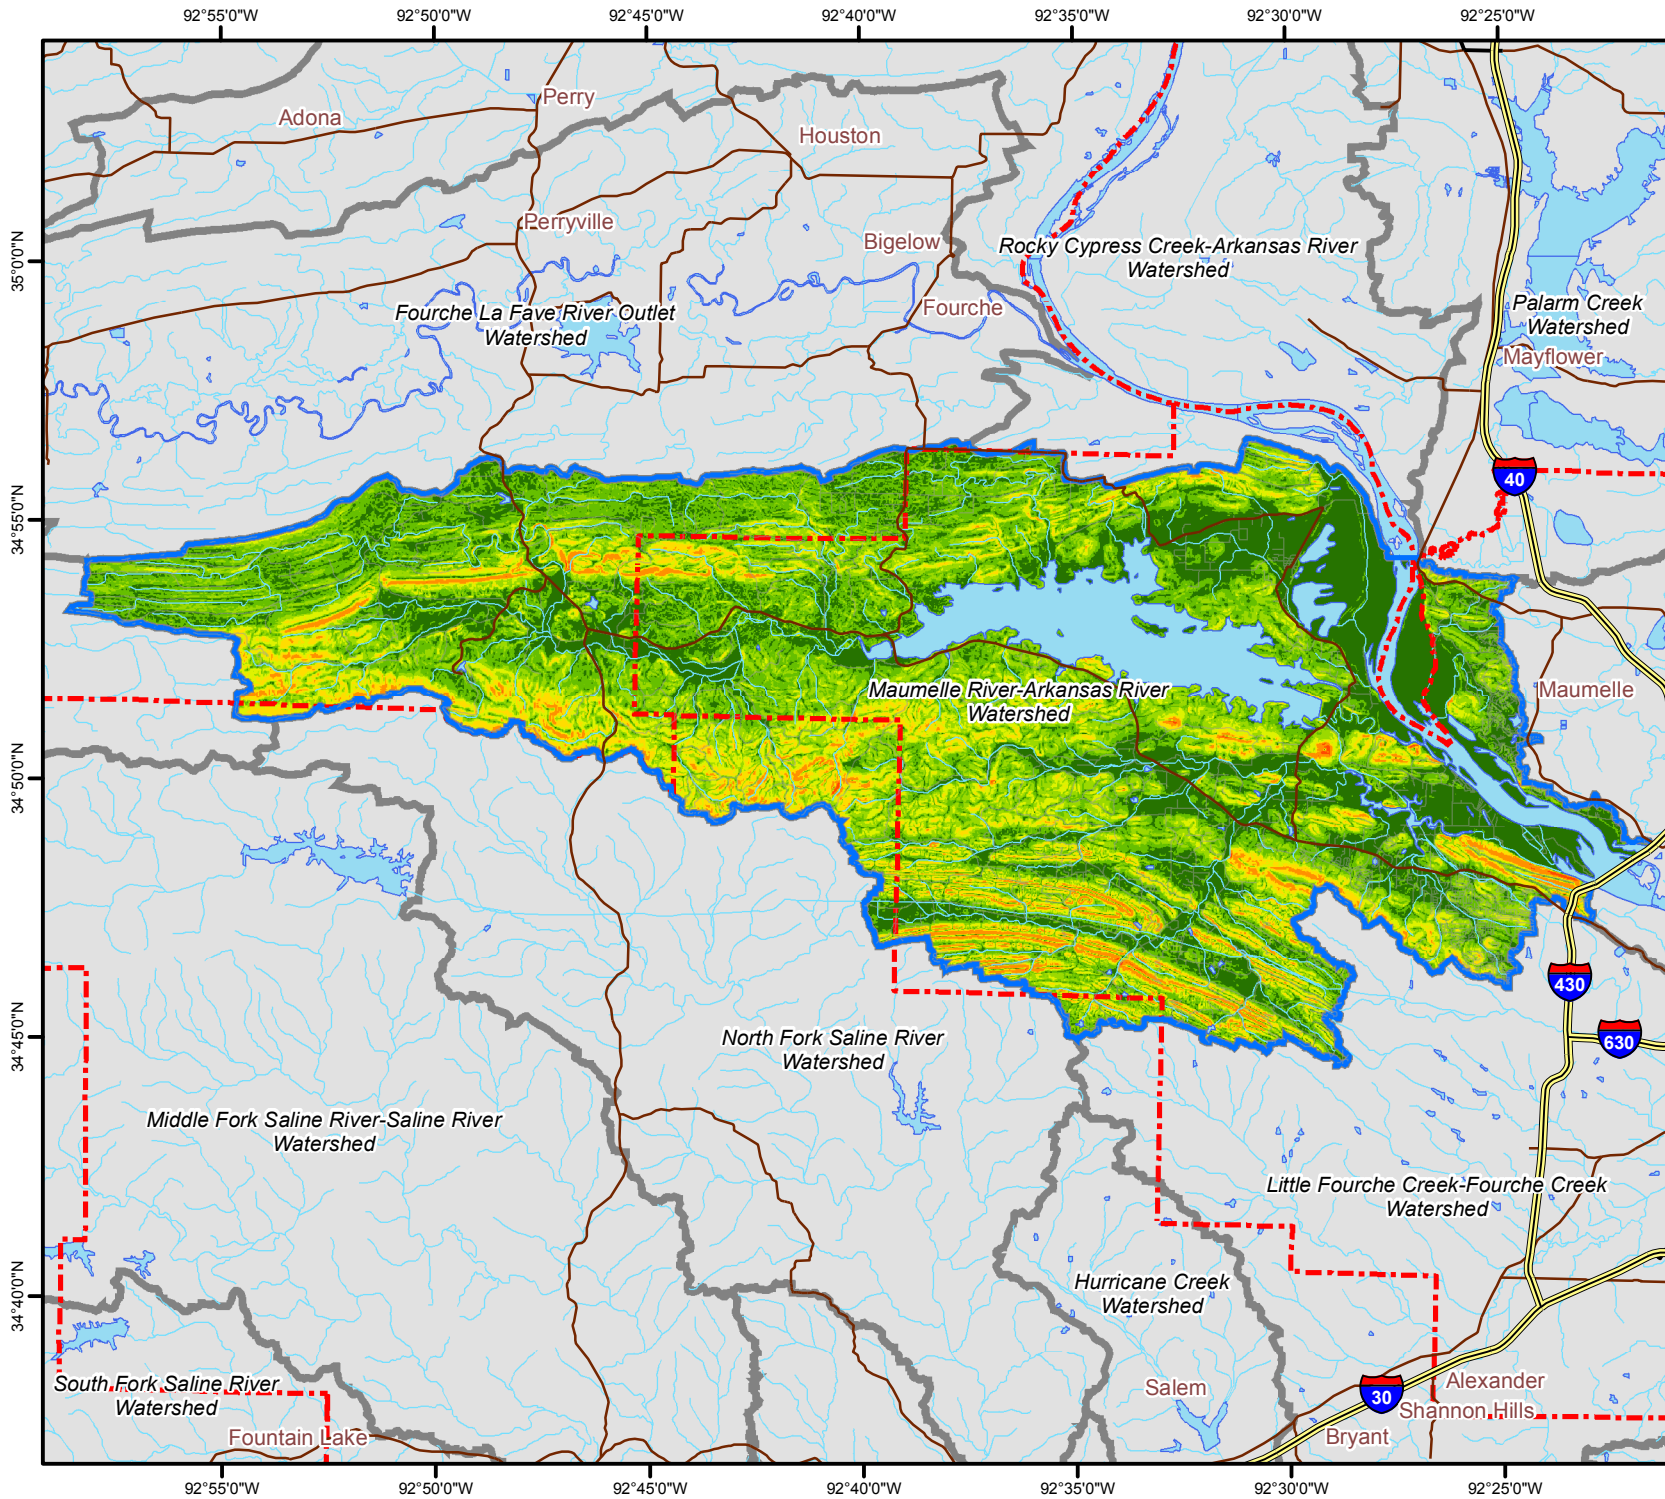 92°55'0"W
92°50'0"W
92°45'0"W
92°40'0"W
92°35'0"W
92°30'0"W
92°25'0"W
Perry
Adona
Houston
Perryville
Bigelow
Rocky Cypress Creek-Arkansas River
Watershed
35°0'0"N
Fourche
Fourche La Fave River Outlet
Watershed
Palarm Creek
Watershed
Mayflower
40
34°55'0"N
Maumelle River-Arkansas River
Watershed
Maumelle
34°50'0"N
430
630
34°45'0"N
North Fork Saline River
Watershed
Middle Fork Saline River-Saline River
Watershed
Little Fourche Creek-Fourche Creek
Watershed
Hurricane Creek
Watershed
34°40'0"N
South Fork Saline River
Watershed
Salem
30
Alexander
Shannon Hills
Fountain Lake
Bryant
92°55'0"W
92°50'0"W
92°45'0"W
92°40'0"W
92°35'0"W
92°30'0"W
92°25'0"W